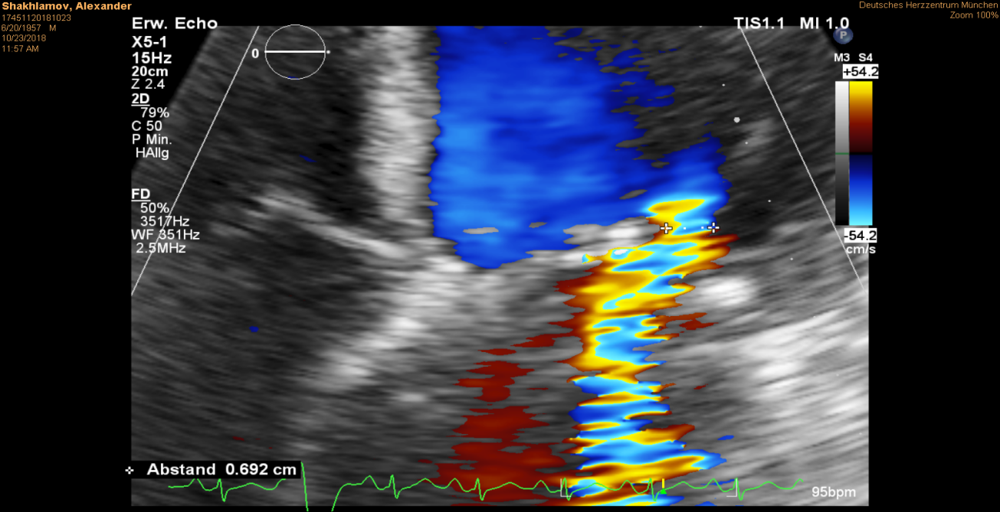 Shakhlamov, Alexander
17451120181023
6/20/1957 M
10/23/2018
11:57 AM
Deutsches Herzzentrum München
Zoom 100%
Erw. Echo
X5-1
15Hz
20cm
Z 2.4
2D
79%
C 50
P Min.
HAllg
FD
50%
3517Hz
WF 351Hz
2.5MHz
0
TIS1.1 MI 1.0
P
M3 S4
+54.2
-54.2
cm/s
Abstand 0.692 cm
95bpm